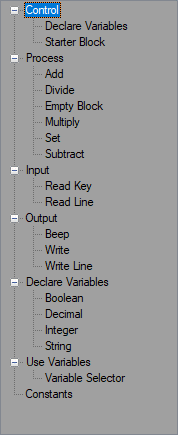 Control
Declare Variables
Starter Block
Process
Add
Divide
Empty Block
Multiply
Set
Subtract
Input
Read Key
Read Line
Output
Beep
Write
Write Line
Declare Variables
Boolean
Decimal
Integer
String
Use Variables
Variable Selector
Constants